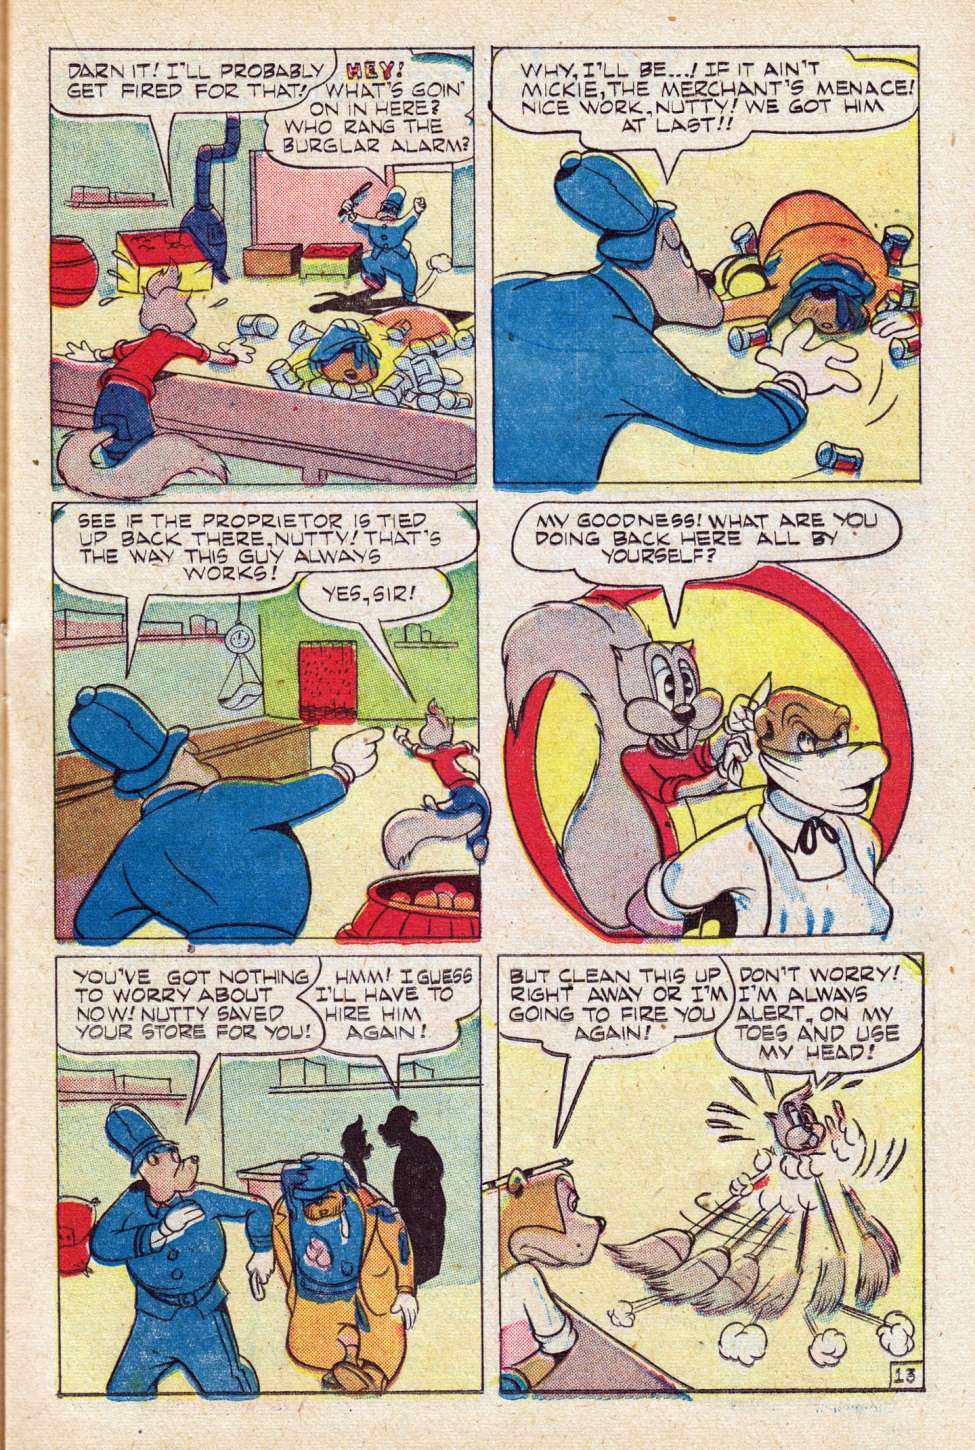 DARN IT! I'LL PROBABLY
GET FIRED FOR THAT!
HEY!
WHAT'S GOIN'
ON IN HERE?
WHO RANG THE
BURGLAR ALARM?
WHY, I'LL BE...! IF IT AIN'T
MICKIE, THE MERCHANT'S MENACE!
NICE WORK, NUTTY! WE GOT HIM
AT LAST!!
SEE IF THE PROPRIETOR IS TIED
UP BACK THERE, NUTTY! THAT'S
THE WAY THIS GUY ALWAYS
WORKS!
YES, SIR!
MY GOODNESS! WHAT ARE YOU
DOING BACK HERE ALL BY
YOURSELF?
YOU'VE GOT NOTHING
TO WORRY ABOUT
NOW! NUTTY SAVED
YOUR STORE FOR YOU!
HMM! I GUESS
I'LL HAVE TO
HIRE HIM
AGAIN!
BUT CLEAN THIS UP
RIGHT AWAY OR I'M
GOING TO FIRE YOU
AGAIN!
DON'T WORRY!
I'M ALWAYS
ALERT, ON MY
TOES AND USE
MY HEAD!
13